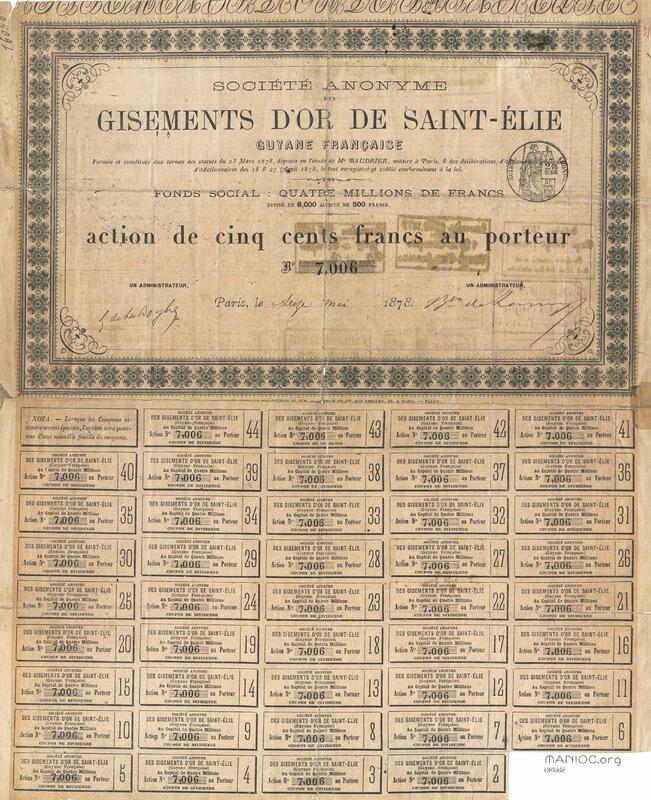 SOCIÉTÉ ANONYME
DES
GISEMENTS D'OR DE SAINT-ÉLIE
GUYANE FRANÇAISE
Formée et constituée aux termes des statuts du 23 Mars 1878, déposés en l'étude de Me BAUDRIER, notaire à Paris, & des délibérations
d'Actionnaires des 18 & 27 1878, le tout enregistré et publié conformément à la loi.
FONDS SOCIAL : QUATRE MILLIONS DE FRANCS
DIVISÉ EN 8,000 ACTIONS DE 500 FRANCS.
action de cinq cents francs au porteur
No 7,006
UN ADMINISTRATEUR, UN ADMINISTRATEUR,
Paris, le Seize mai 1878.
NOTA. — Lorsque les Coupons ci-
contre seront épuisés, l'action sera pour-
vue d'une nouvelle feuille de coupons.
SOCIÉTÉ ANONYME
DES GISEMENTS D'OR DE SAINT-ÉLIE
(Guyane Française)
Au Capital de Quatre Millions
Action No 7,006 au Porteur
COUPON DE DIVIDENDE
44
43
42
41
40
39
38
37
36
35
34
33
32
31
30
29
28
27
26
25
24
23
22
21
20
19
18
17
16
15
14
13
12
11
10
9
8
7
6
5
4
3
2
MANIOC.org
ORkidé